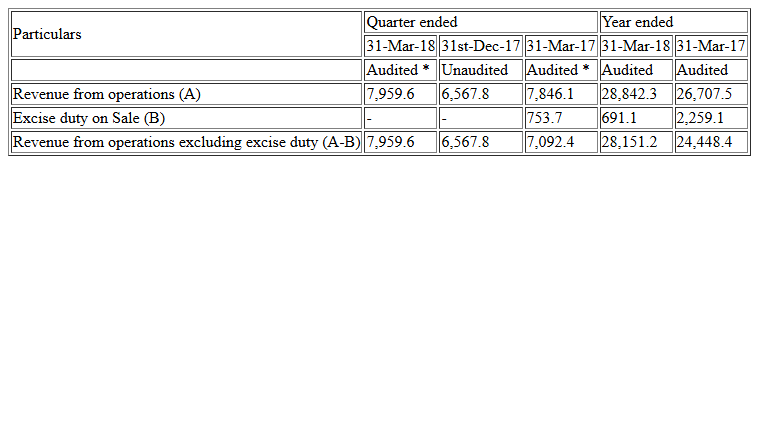 Particulars Quarter ended Year ended
31-Mar-18 31st-Dec-17 31-Mar-17 31-Mar-18 31-Mar-17
Audited * Unaudited Audited * Audited Audited
Revenue from operations (A) 7,959.6 6,567.8 7,846.1 28,842.3 26,707.5
Excise duty on Sale (B) - - 753.7 691.1 2,259.1
Revenue from operations excluding excise duty (A-B) 7,959.6 6,567.8 7,092.4 28,151.2 24,448.4